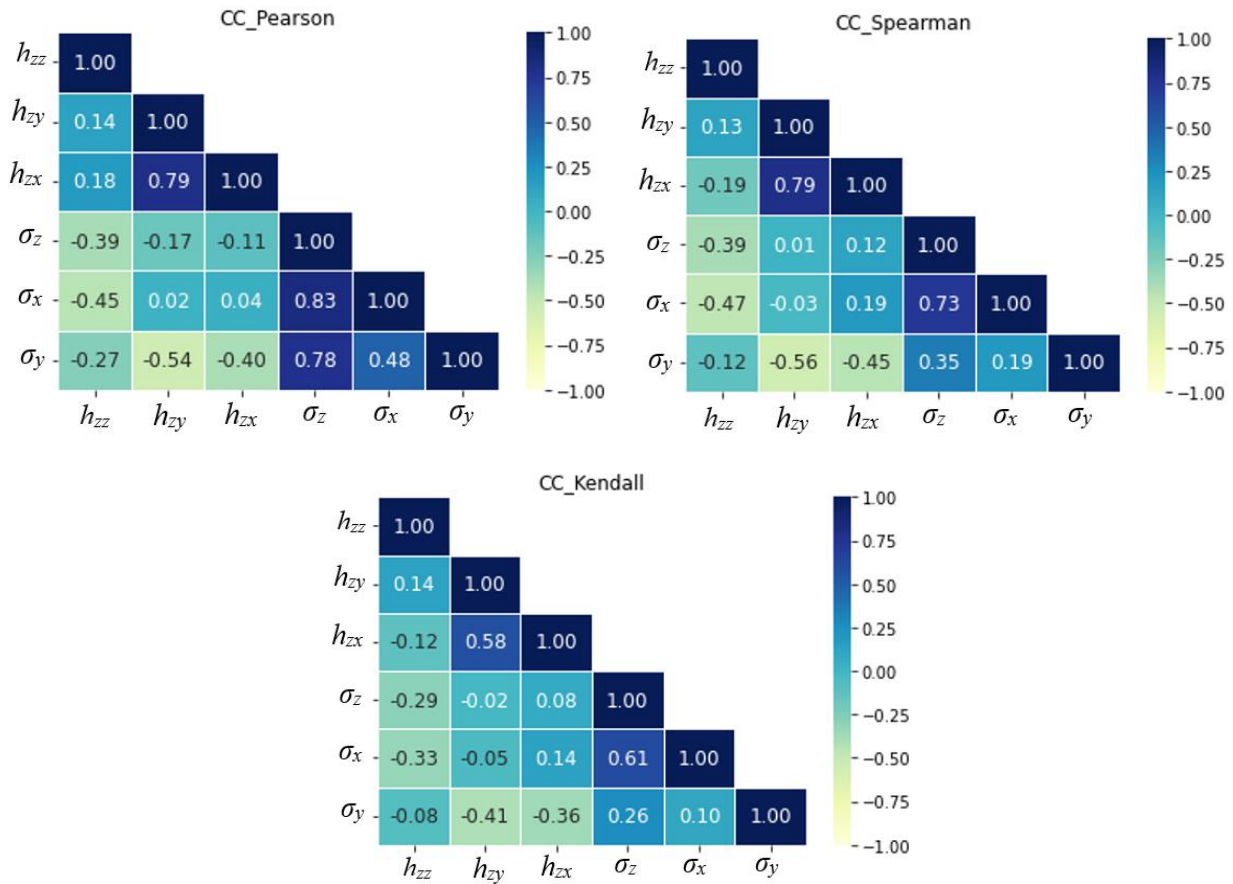 CC_Pearson
h_zz 1.00 1.00
h_zy 0.14 1.00 0.75
h_zx 0.18 0.79 1.00 0.50
0.25
σ_z -0.39 -0.17 -0.11 1.00 0.00
-0.25
σ_x -0.45 0.02 0.04 0.83 1.00 -0.50
σ_y -0.27 -0.54 -0.40 0.78 0.48 1.00 -0.75
-1.00
h_zz h_zy h_zx σ_z σ_x σ_y
CC_Spearman
h_zz 1.00 1.00
h_zy 0.13 1.00 0.75
h_zx -0.19 0.79 1.00 0.50
0.25
σ_z -0.39 0.01 0.12 1.00 0.00
-0.25
σ_x -0.47 -0.03 0.19 0.73 1.00 -0.50
σ_y -0.12 -0.56 -0.45 0.35 0.19 1.00 -0.75
-1.00
h_zz h_zy h_zx σ_z σ_x σ_y
CC_Kendall
h_zz 1.00 1.00
h_zy 0.14 1.00 0.75
h_zx -0.12 0.58 1.00 0.50
0.25
σ_z -0.29 -0.02 0.08 1.00 0.00
-0.25
σ_x -0.33 -0.05 0.14 0.61 1.00 -0.50
σ_y -0.08 -0.41 -0.36 0.26 0.10 1.00 -0.75
-1.00
h_zz h_zy h_zx σ_z σ_x σ_y